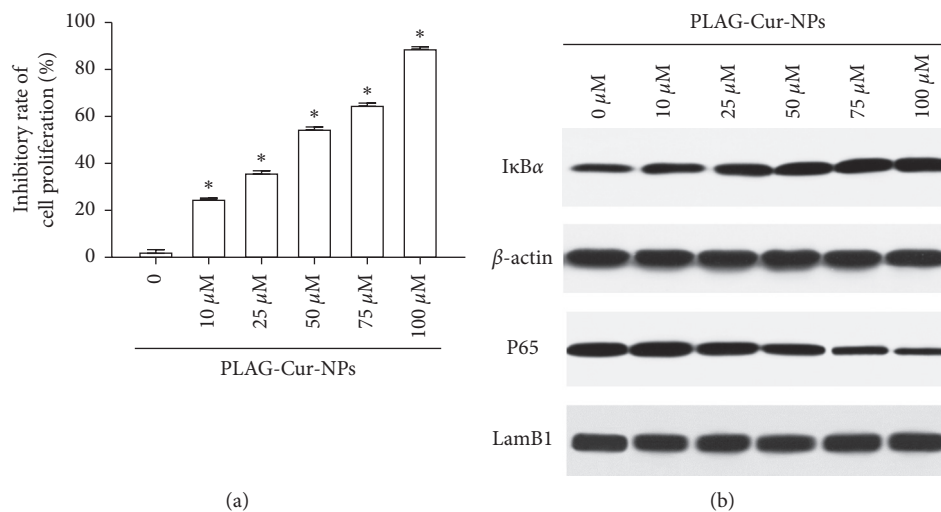 100
80
60
40
20
0
Inhibitory rate of
cell proliferation (%)
*
*
*
*
*
0
10 μM
25 μM
50 μM
75 μM
100 μM
PLAG-Cur-NPs
(a)
PLAG-Cur-NPs
0 μM
10 μM
25 μM
50 μM
75 μM
100 μM
IκBα
β-actin
P65
LamB1
(b)